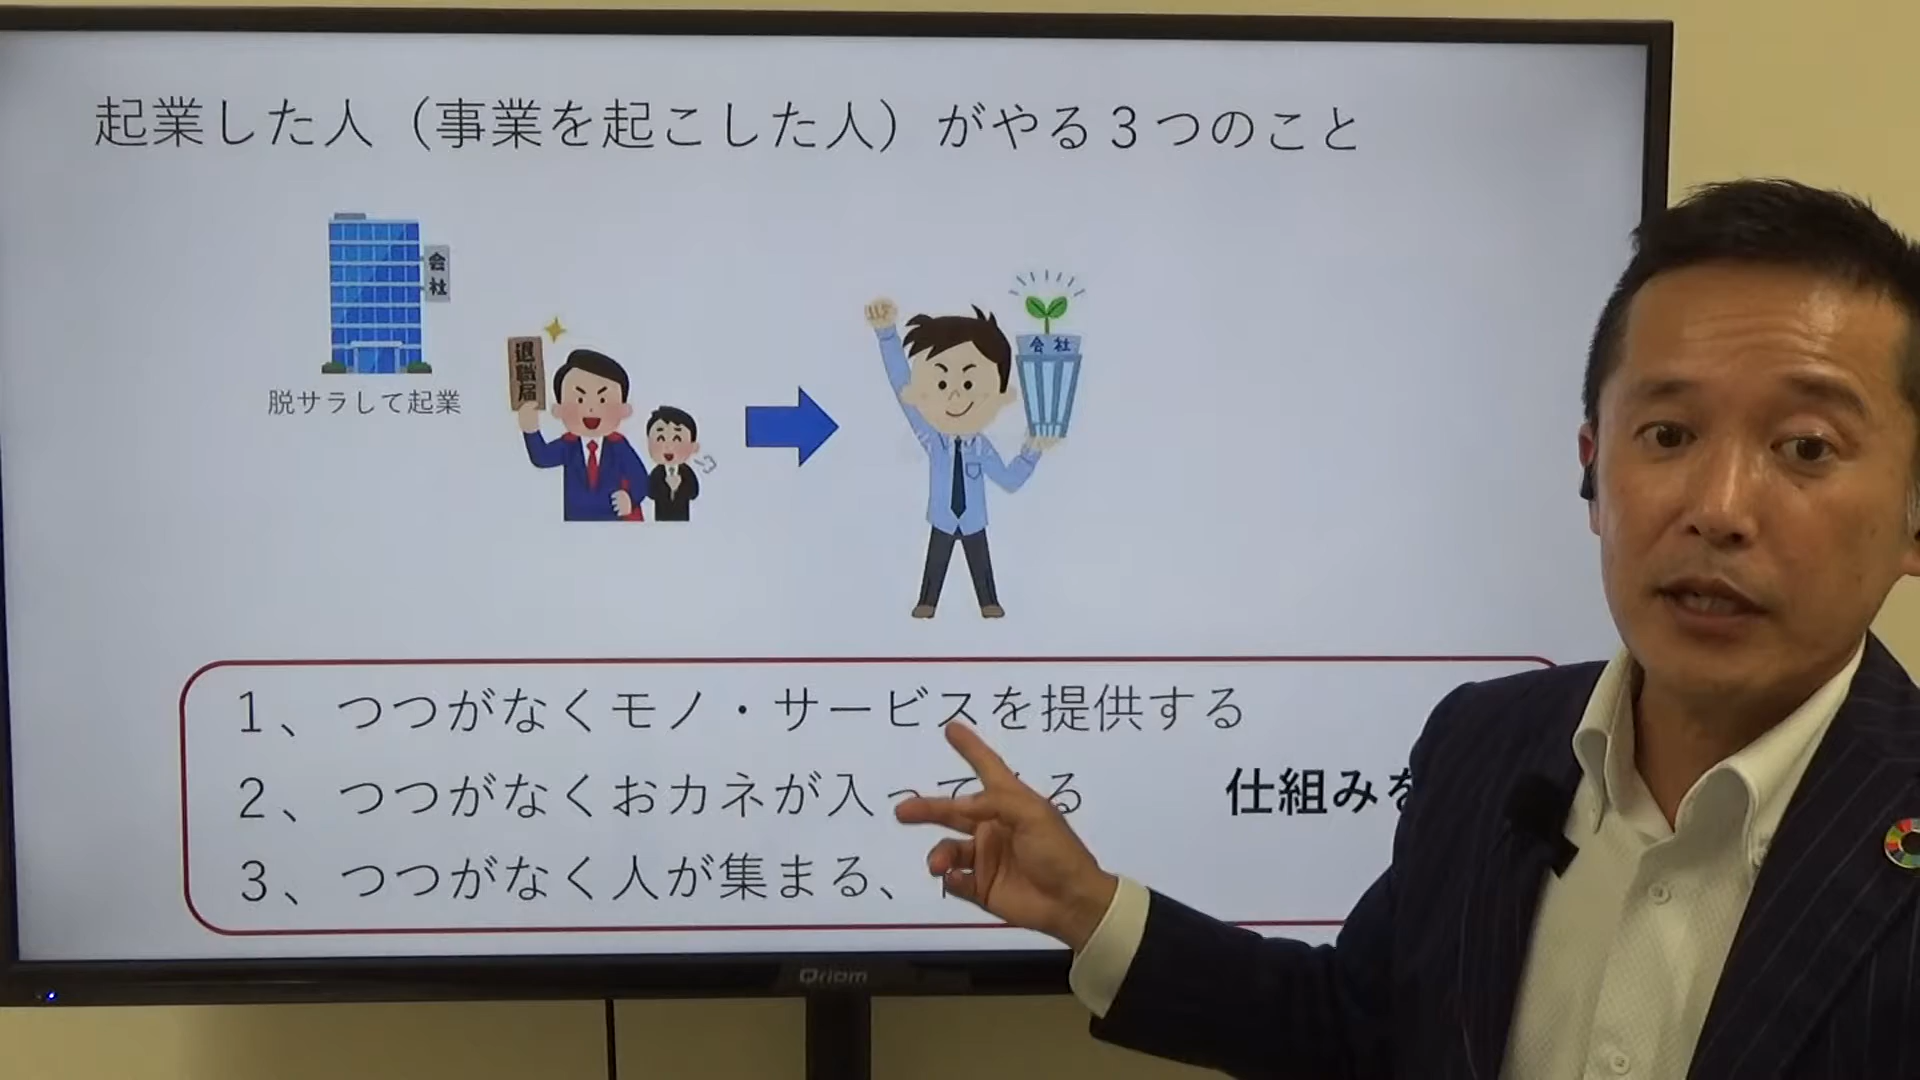 起業した人（事業を起こした人）がやる３つのこと
会社
退職届
会社
脱サラして起業
１、つつがなくモノ・サービスを提供する
２、つつがなくおカネが入って る
仕組みを
３、つつがなく人が集まる、
Qriom